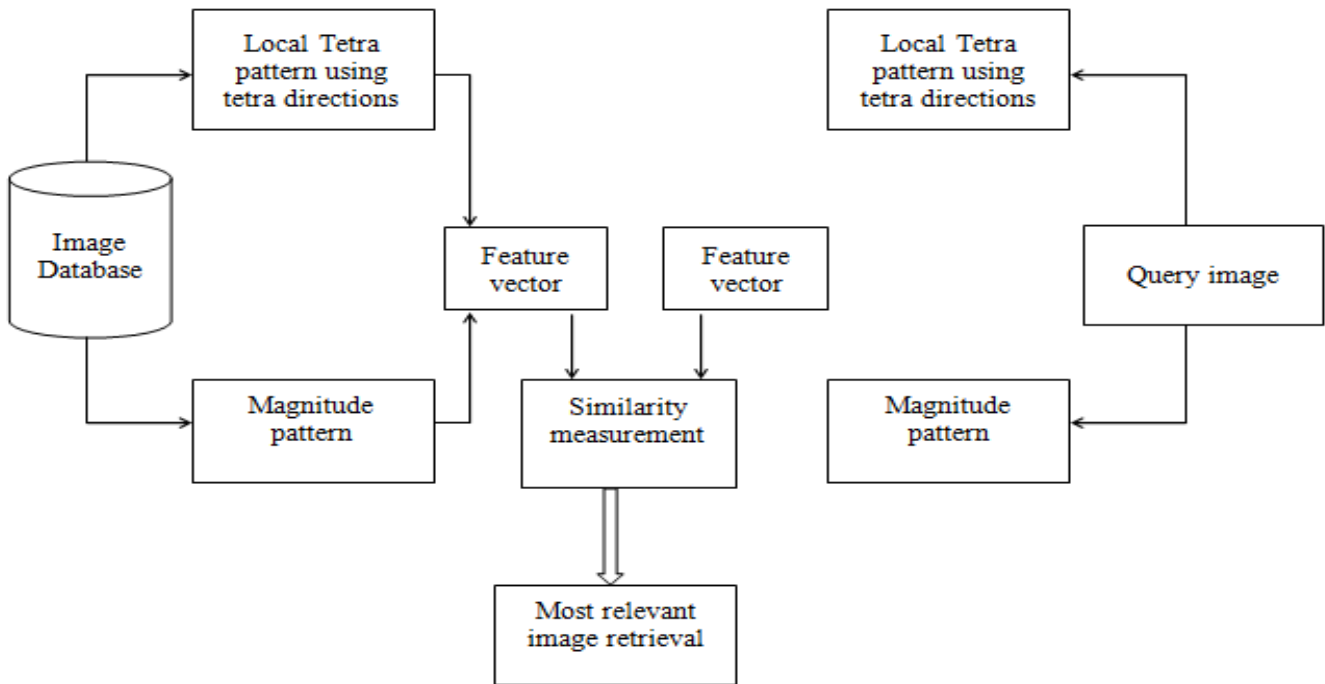 Local Tetra
pattern using
tetra directions
Local Tetra
pattern using
tetra directions
Image
Database
Feature
vector
Feature
vector
Query image
Magnitude
pattern
Similarity
measurement
Magnitude
pattern
Most relevant
image retrieval